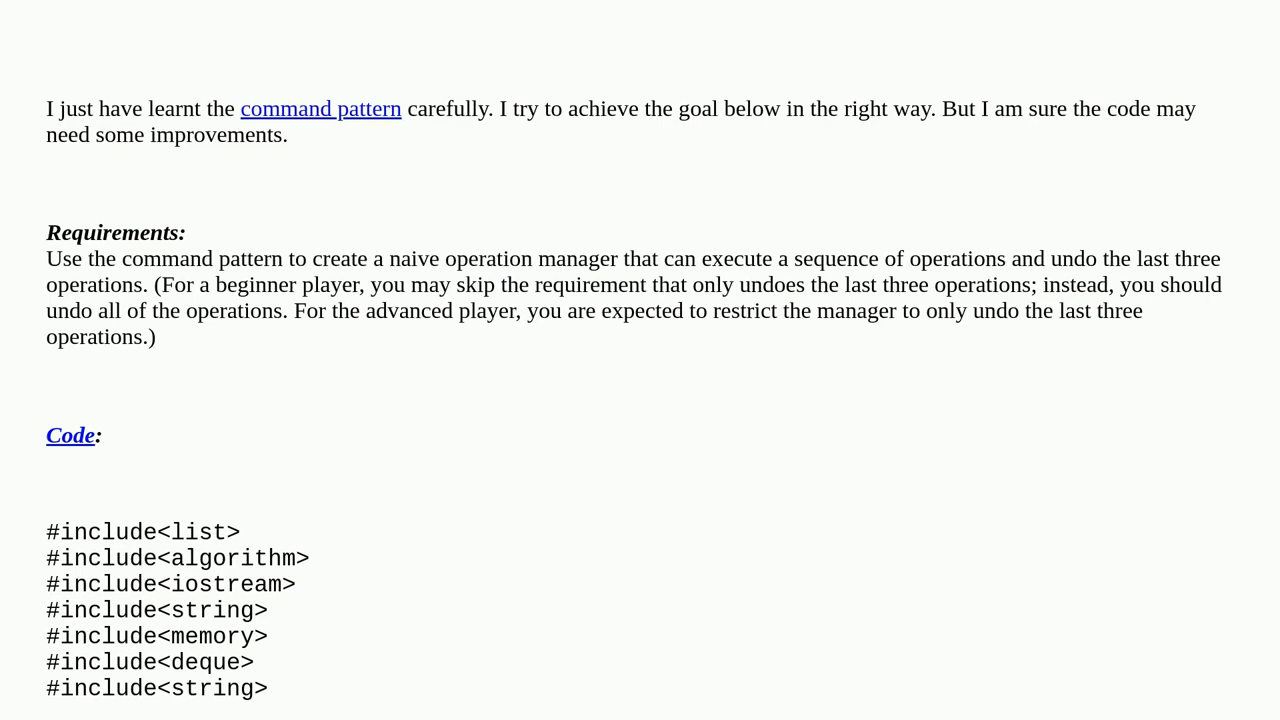 I just have learnt the command pattern carefully. I try to achieve the goal below in the right way. But I am sure the code may
need some improvements.
Requirements:
Use the command pattern to create a naive operation manager that can execute a sequence of operations and undo the last three
operations. (For a beginner player, you may skip the requirement that only undoes the last three operations; instead, you should
undo all of the operations. For the advanced player, you are expected to restrict the manager to only undo the last three
operations.)
Code:
#include<list>
#include<algorithm>
#include<iostream>
#include<string>
#include<memory>
#include<deque>
#include<string>